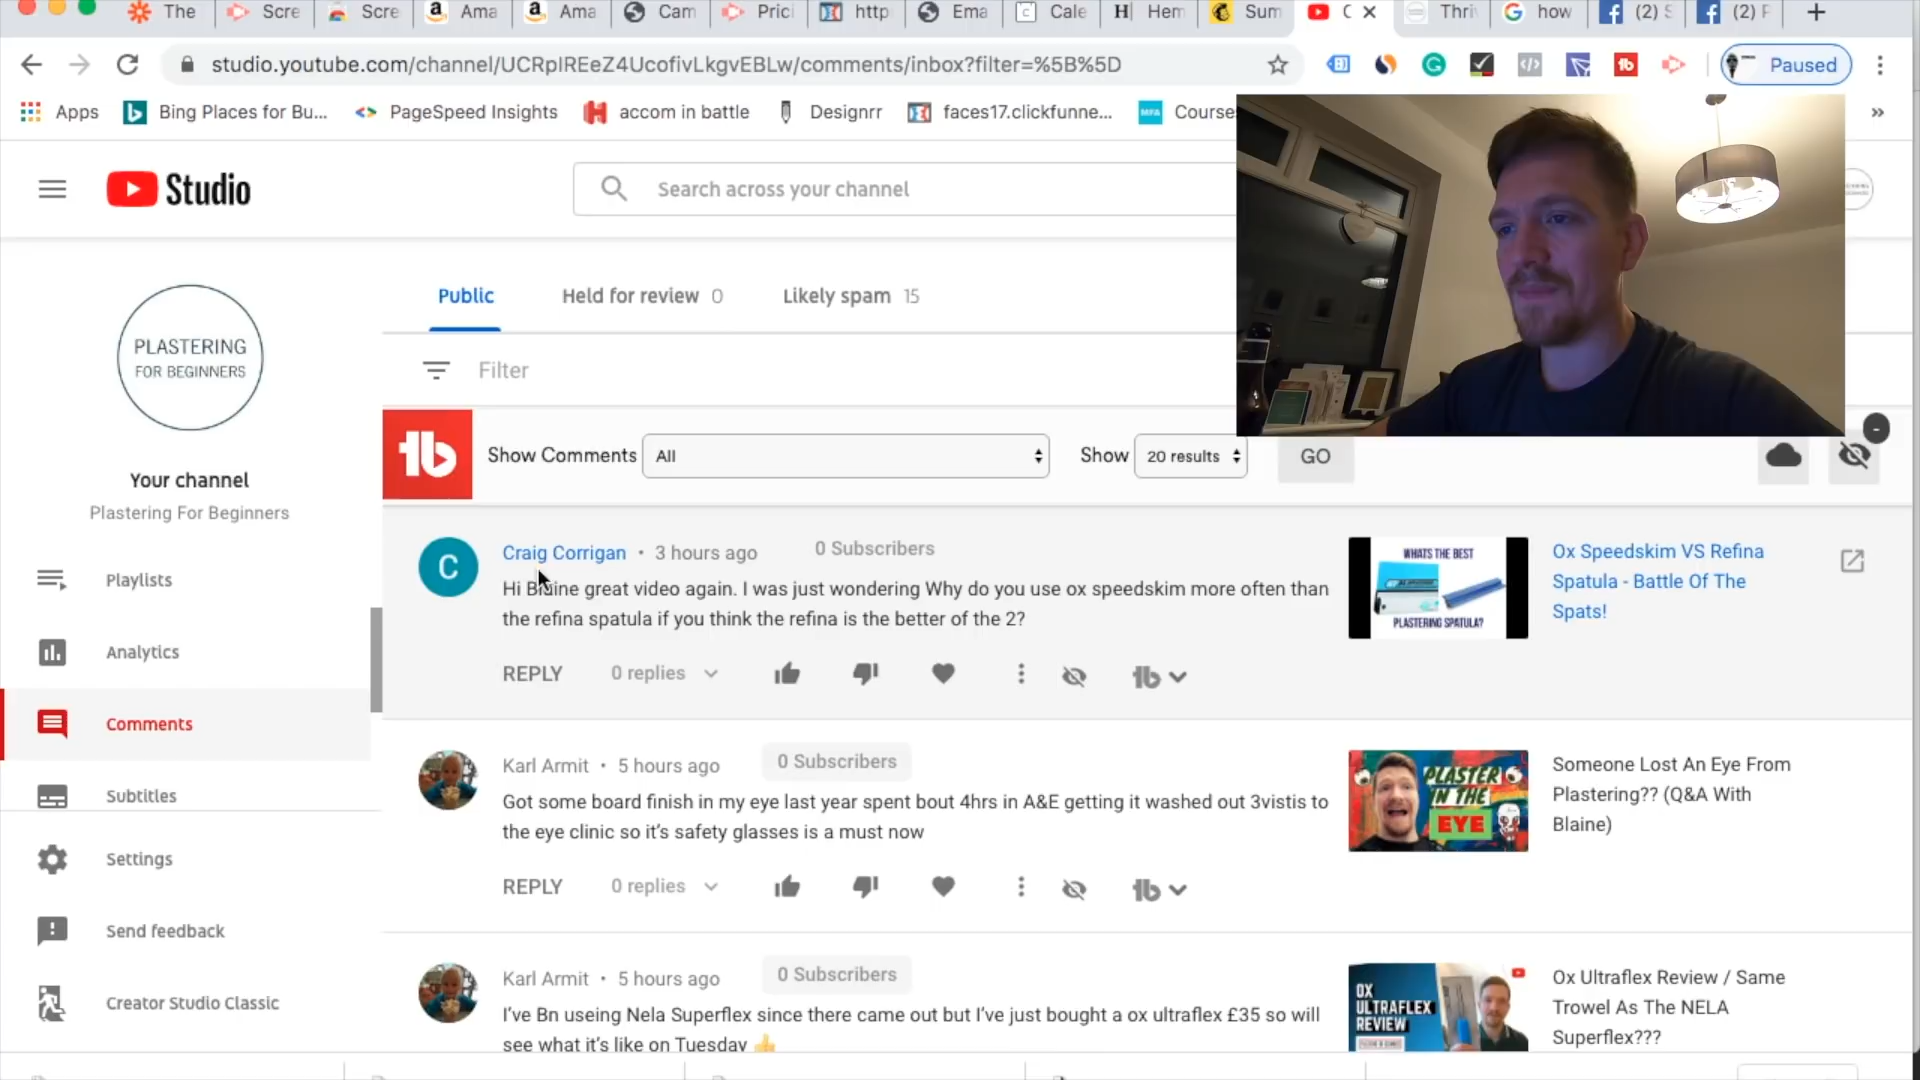 The
Scre
Scre
Ama
Ama
Cam
Prici
http
Ema
Cale
Hem
Sum
Thri
how
(2) S
(2) F
studio.youtube.com/channel/UCRpIREeZ4UcofivLkgvEBLw/comments/inbox?filter=%5B%5D
Paused
Apps
Bing Places for Bu...
PageSpeed Insights
accom in battle
Designrr
faces17.clickfunne...
MFA
Course
Studio
Search across your channel
PLASTERING
FOR BEGINNERS
Your channel
Plastering For Beginners
Playlists
Analytics
Comments
Subtitles
Settings
Send feedback
Creator Studio Classic
Public
Held for review 0
Likely spam 15
Filter
Show Comments
All
Show
20 results
GO
C
Craig Corrigan • 3 hours ago
0 Subscribers
Hi Blaine great video again. I was just wondering Why do you use ox speedskim more often than
the refina spatula if you think the refina is the better of the 2?
REPLY
0 replies
WHATS THE BEST
PLASTERING SPATULA?
Ox Speedskim VS Refina
Spatula - Battle Of The
Spats!
Karl Armit • 5 hours ago
0 Subscribers
Got some board finish in my eye last year spent bout 4hrs in A&E getting it washed out 3vistis to
the eye clinic so it's safety glasses is a must now
REPLY
0 replies
PLASTER
IN THE
EYE
Someone Lost An Eye From
Plastering?? (Q&A With
Blaine)
Karl Armit • 5 hours ago
0 Subscribers
I've Bn useing Nela Superflex since there came out but I've just bought a ox ultraflex £35 so will
see what it's like on Tuesday 👍
OX
ULTRAFLEX
REVIEW
Ox Ultraflex Review / Same
Trowel As The NELA
Superflex???